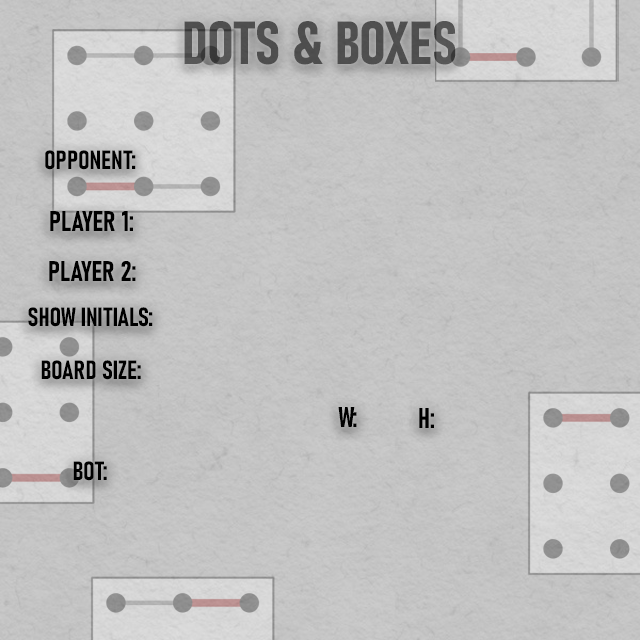 DOTS & BOXES
OPPONENT:
PLAYER 1:
PLAYER 2:
SHOW INITIALS:
BOARD SIZE:
W: H:
BOT: